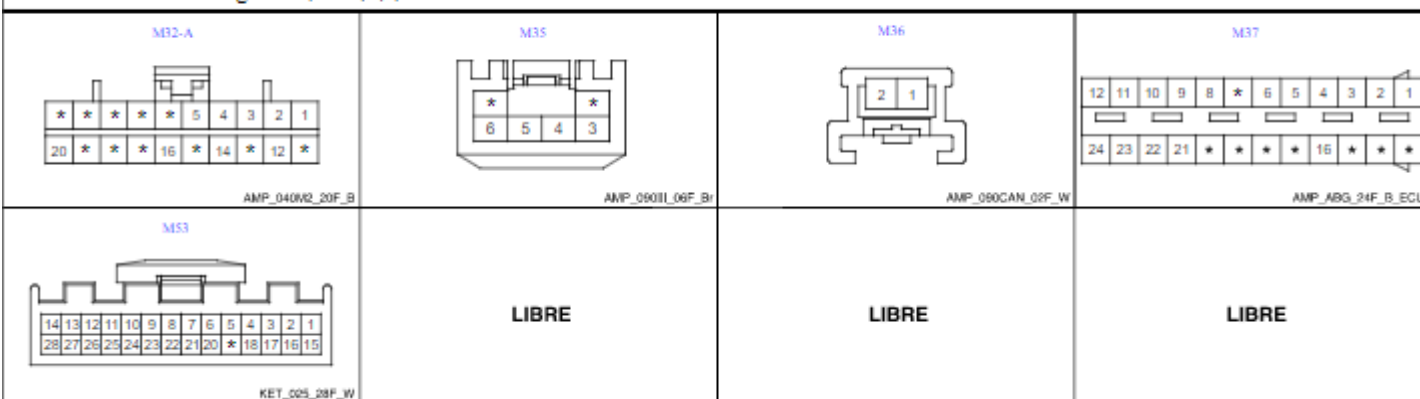 M32-A
* * * * * 5 4 3 2 1
20 * * * 16 * 14 * 12 *
AMP_040M2_20F_B
M35
* *
6 5 4 3
AMP_090III_06F_Br
M36
2 1
AMP_090CAN_02F_W
M37
12 11 10 9 8 * 6 5 4 3 2 1
24 23 22 21 * * * * 16 * * *
AMP_ABG_24F_B_ECU
M53
14 13 12 11 10 9 8 7 6 5 4 3 2 1
28 27 26 25 24 23 22 21 20 * 18 17 16 15
KET_025_28F_W
LIBRE
LIBRE
LIBRE